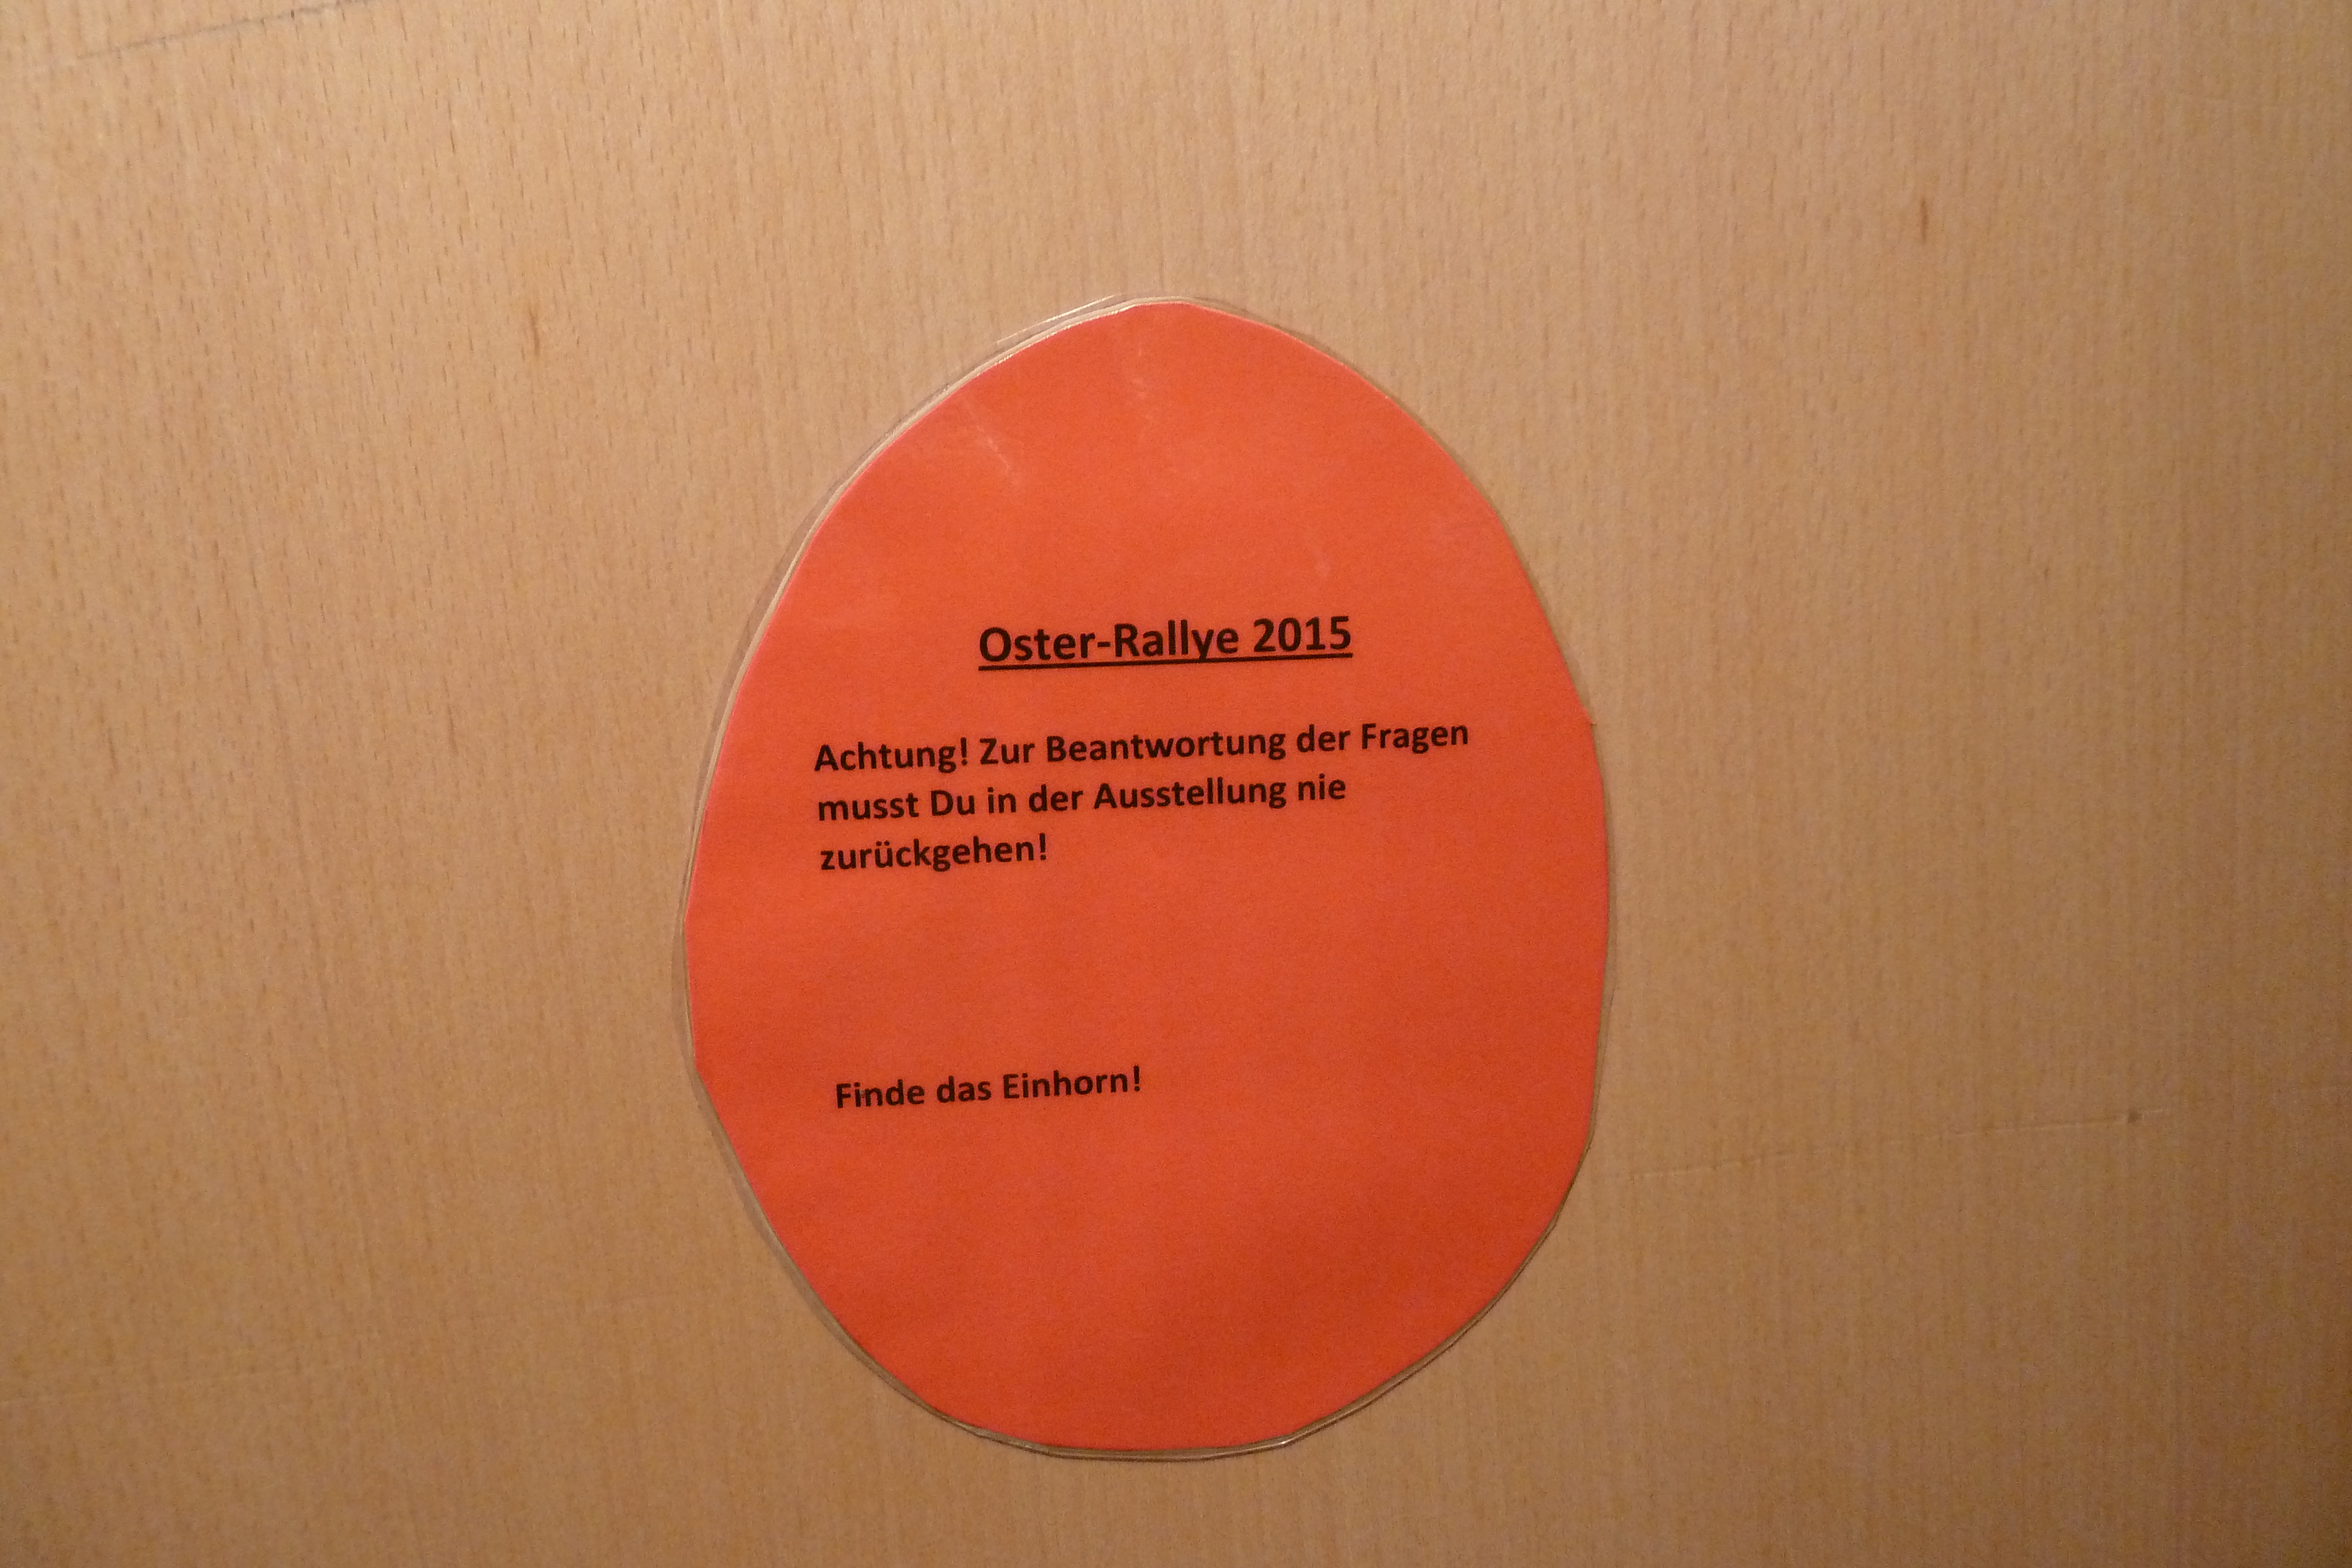 Oster-Rallye 2015
Achtung! Zur Beantwortung der Fragen
musst Du in der Ausstellung nie
zurückgehen!
Finde das Einhorn!